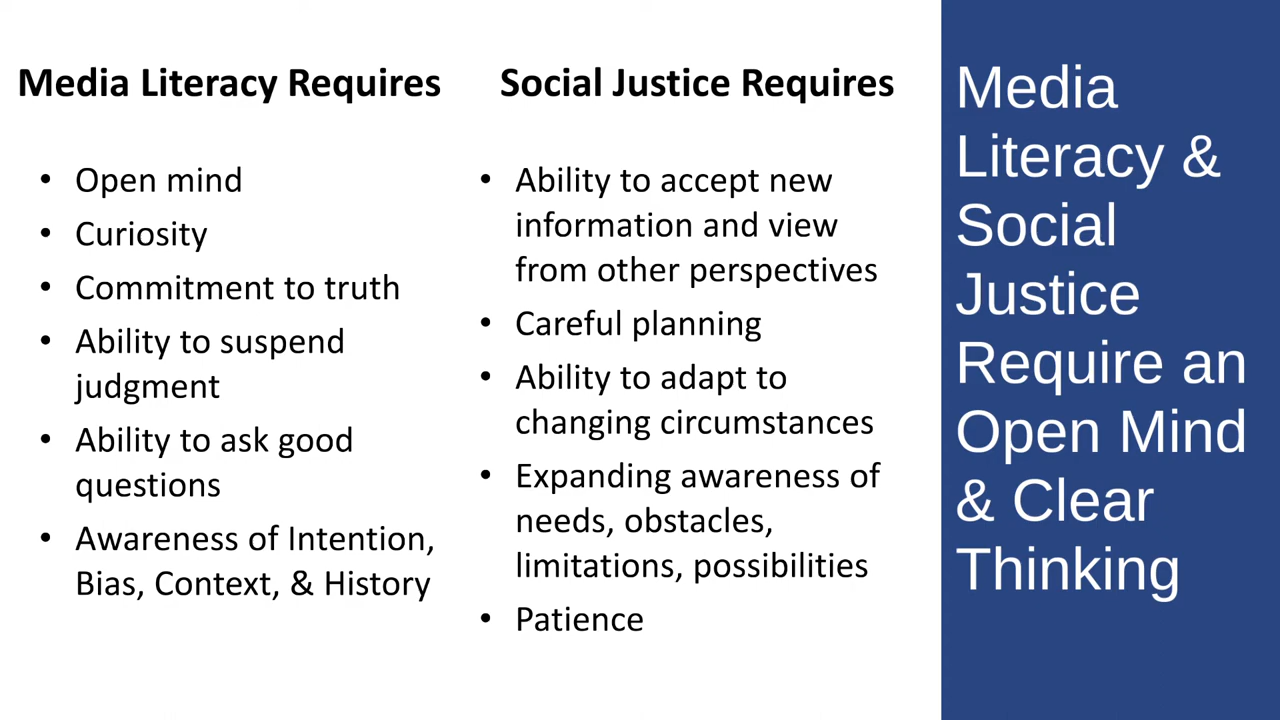 Media Literacy Requires
• Open mind
• Curiosity
• Commitment to truth
• Ability to suspend
judgment
• Ability to ask good
questions
• Awareness of Intention,
Bias, Context, & History
Social Justice Requires
• Ability to accept new
information and view
from other perspectives
• Careful planning
• Ability to adapt to
changing circumstances
• Expanding awareness of
needs, obstacles,
limitations, possibilities
• Patience
Media
Literacy &
Social
Justice
Require an
Open Mind
& Clear
Thinking